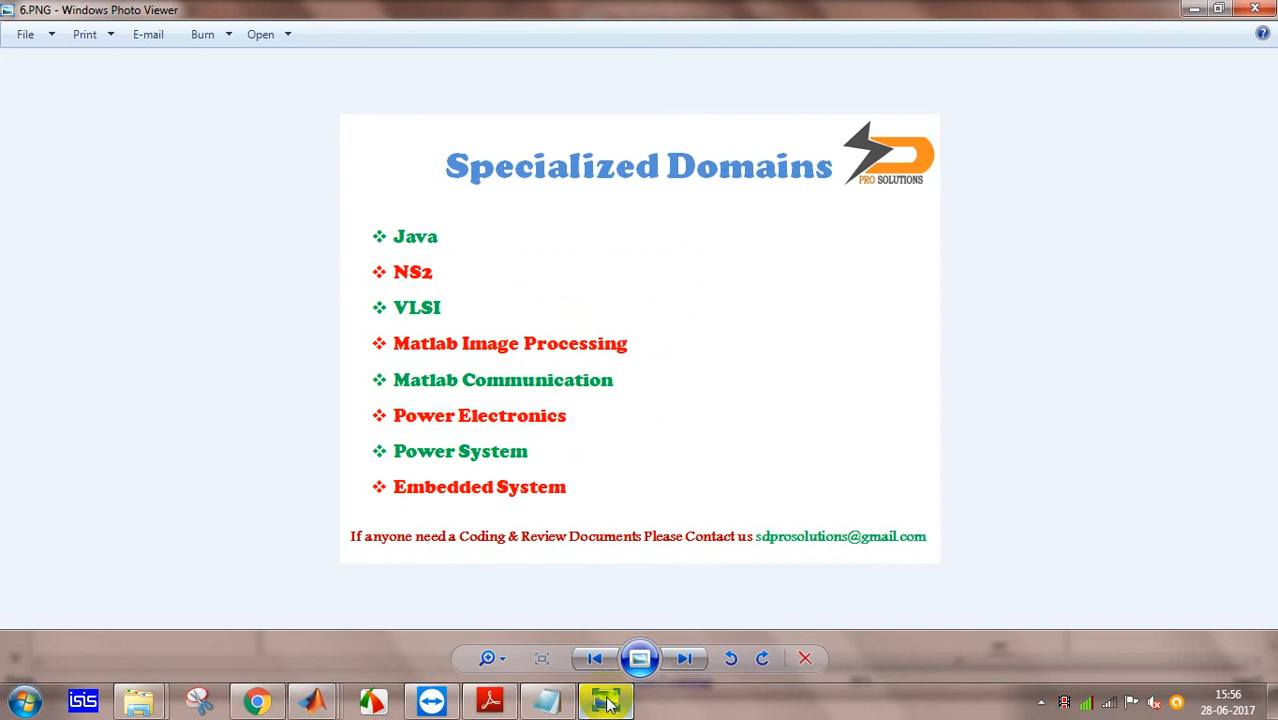 6.PNG - Windows Photo Viewer
File Print E-mail Burn Open
Specialized Domains
PRO SOLUTIONS
Java
NS2
VLSI
Matlab Image Processing
Matlab Communication
Power Electronics
Power System
Embedded System
If anyone need a Coding & Review Documents Please Contact us sdprosolutions@gmail.com
isis
15:56
28-06-2017